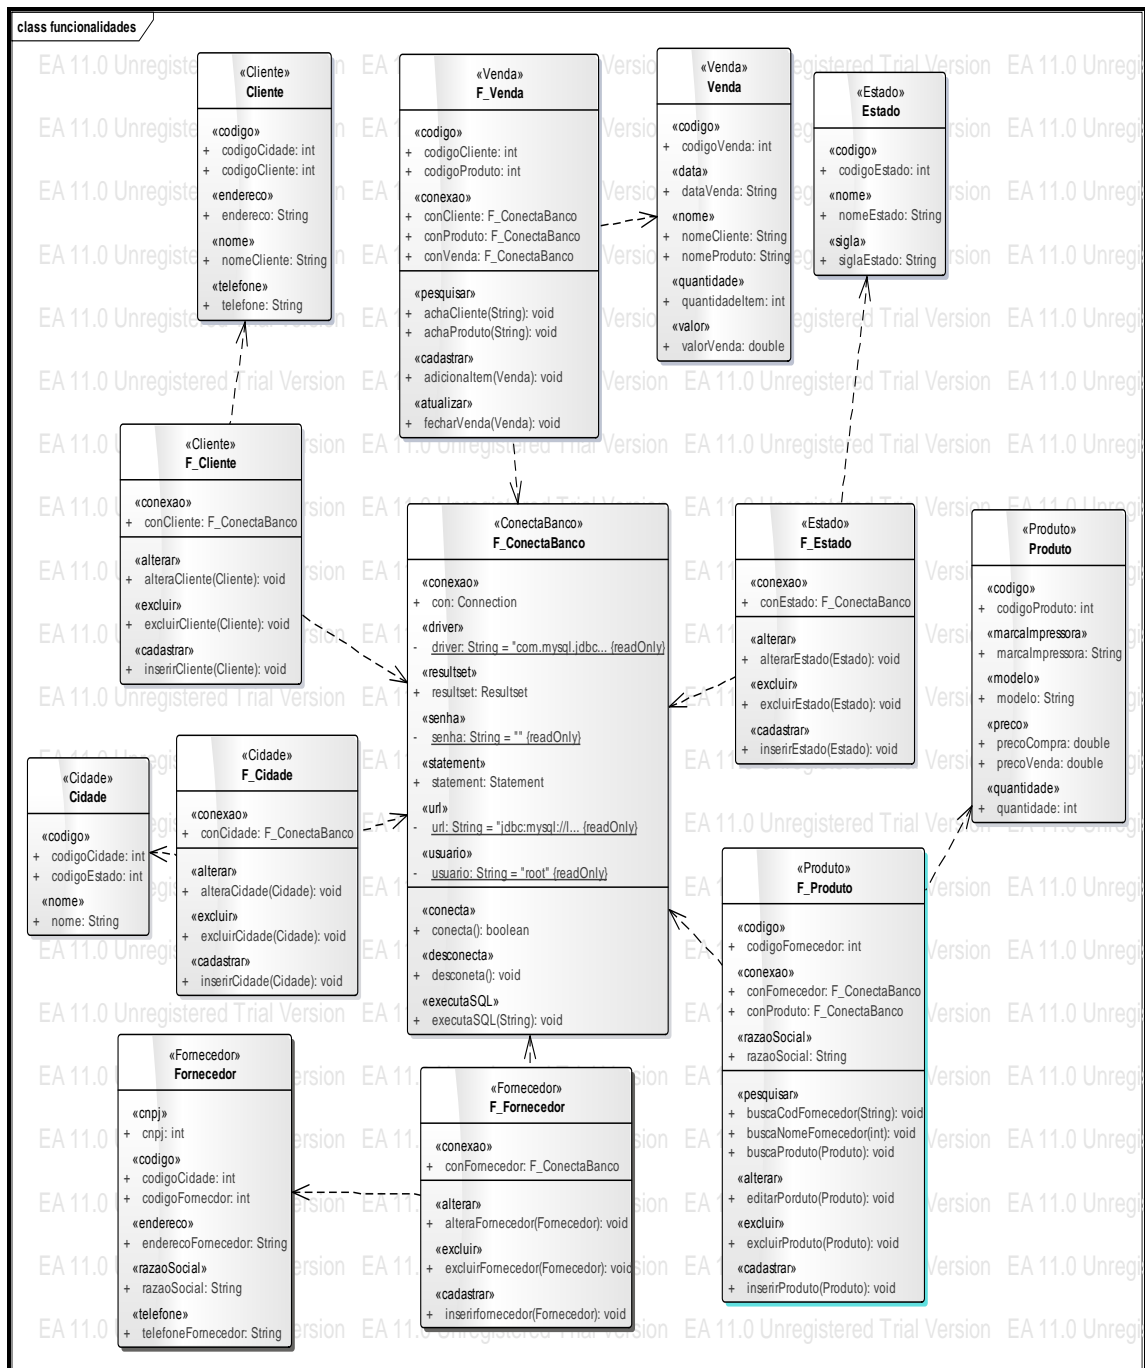 class funcionalidades
«Cliente»
Cliente
«codigo»
+ codigoCidade: int
+ codigoCliente: int
«endereco»
+ endereco: String
«nome»
+ nomeCliente: String
«telefone»
+ telefone: String
«Venda»
F_Venda
«codigo»
+ codigoCliente: int
+ codigoProduto: int
«conexao»
+ conCliente: F_ConectaBanco
+ conProduto: F_ConectaBanco
+ conVenda: F_ConectaBanco
«pesquisar»
+ achaCliente(String): void
+ achaProduto(String): void
«cadastrar»
+ adicionaItem(Venda): void
«atualizar»
+ fecharVenda(Venda): void
«Venda»
Venda
«codigo»
+ codigoVenda: int
«data»
+ dataVenda: String
«nome»
+ nomeCliente: String
+ nomeProduto: String
«quantidade»
+ quantidadeItem: int
«valor»
+ valorVenda: double
«Estado»
Estado
«codigo»
+ codigoEstado: int
«nome»
+ nomeEstado: String
«sigla»
+ siglaEstado: String
«Cliente»
F_Cliente
«conexao»
+ conCliente: F_ConectaBanco
«alterar»
+ alteraCliente(Cliente): void
«excluir»
+ excluirCliente(Cliente): void
«cadastrar»
+ inserirCliente(Cliente): void
«ConectaBanco»
F_ConectaBanco
«conexao»
+ con: Connection
«driver»
- driver: String = "com.mysql.jdbc... {readOnly}
«resultset»
+ resultset: Resultset
«senha»
- senha: String = "" {readOnly}
«statement»
+ statement: Statement
«url»
- url: String = "jdbc:mysql://l... {readOnly}
«usuario»
- usuario: String = "root" {readOnly}
«conecta»
+ conecta(): boolean
«desconecta»
+ desconeta(): void
«executaSQL»
+ executaSQL(String): void
«Estado»
F_Estado
«conexao»
+ conEstado: F_ConectaBanco
«alterar»
+ alterarEstado(Estado): void
«excluir»
+ excluirEstado(Estado): void
«cadastrar»
+ inserirEstado(Estado): void
«Produto»
Produto
«codigo»
+ codigoProduto: int
«marcaImpressora»
+ marcaImpressora: String
«modelo»
+ modelo: String
«preco»
+ precoCompra: double
+ precoVenda: double
«quantidade»
+ quantidade: int
«Cidade»
Cidade
«codigo»
+ codigoCidade: int
+ codigoEstado: int
«nome»
+ nome: String
«Cidade»
F_Cidade
«conexao»
+ conCidade: F_ConectaBanco
«alterar»
+ alteraCidade(Cidade): void
«excluir»
+ excluirCidade(Cidade): void
«cadastrar»
+ inserirCidade(Cidade): void
«Produto»
F_Produto
«codigo»
+ codigoFornecedor: int
«conexao»
+ conFornecedor: F_ConectaBanco
+ conProduto: F_ConectaBanco
«razaoSocial»
+ razaoSocial: String
«pesquisar»
+ buscaCodFornecedor(String): void
+ buscaNomeFornecedor(int): void
+ buscaProduto(Produto): void
«alterar»
+ editarPorduto(Produto): void
«excluir»
+ excluirProduto(Produto): void
«cadastrar»
+ inserirProduto(Produto): void
«Fornecedor»
Fornecedor
«cnpj»
+ cnpj: int
«codigo»
+ codigoCidade: int
+ codigoFornecdor: int
«endereco»
+ enderecoFornecedor: String
«razaoSocial»
+ razaoSocial: String
«telefone»
+ telefoneFornecedor: String
«Fornecedor»
F_Fornecedor
«conexao»
+ conFornecedor: F_ConectaBanco
«alterar»
+ alteraFornecedor(Fornecedor): void
«excluir»
+ excluirFornecedor(Fornecedor): void
«cadastrar»
+ inserirfornecedor(Fornecedor): void
EA 11.0 Unregistered Trial Version